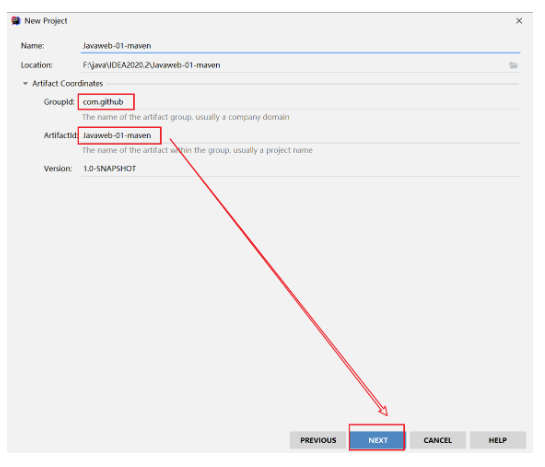 New Project
Name: Javaweb-01-maven
Location: F:\java\IDEA2020.2\Javaweb-01-maven
Artifact Coordinates
GroupId: com.github
The name of the artifact group, usually a company domain
ArtifactId: Javaweb-01-maven
The name of the artifact within the group, usually a project name
Version: 1.0-SNAPSHOT
PREVIOUS NEXT CANCEL HELP